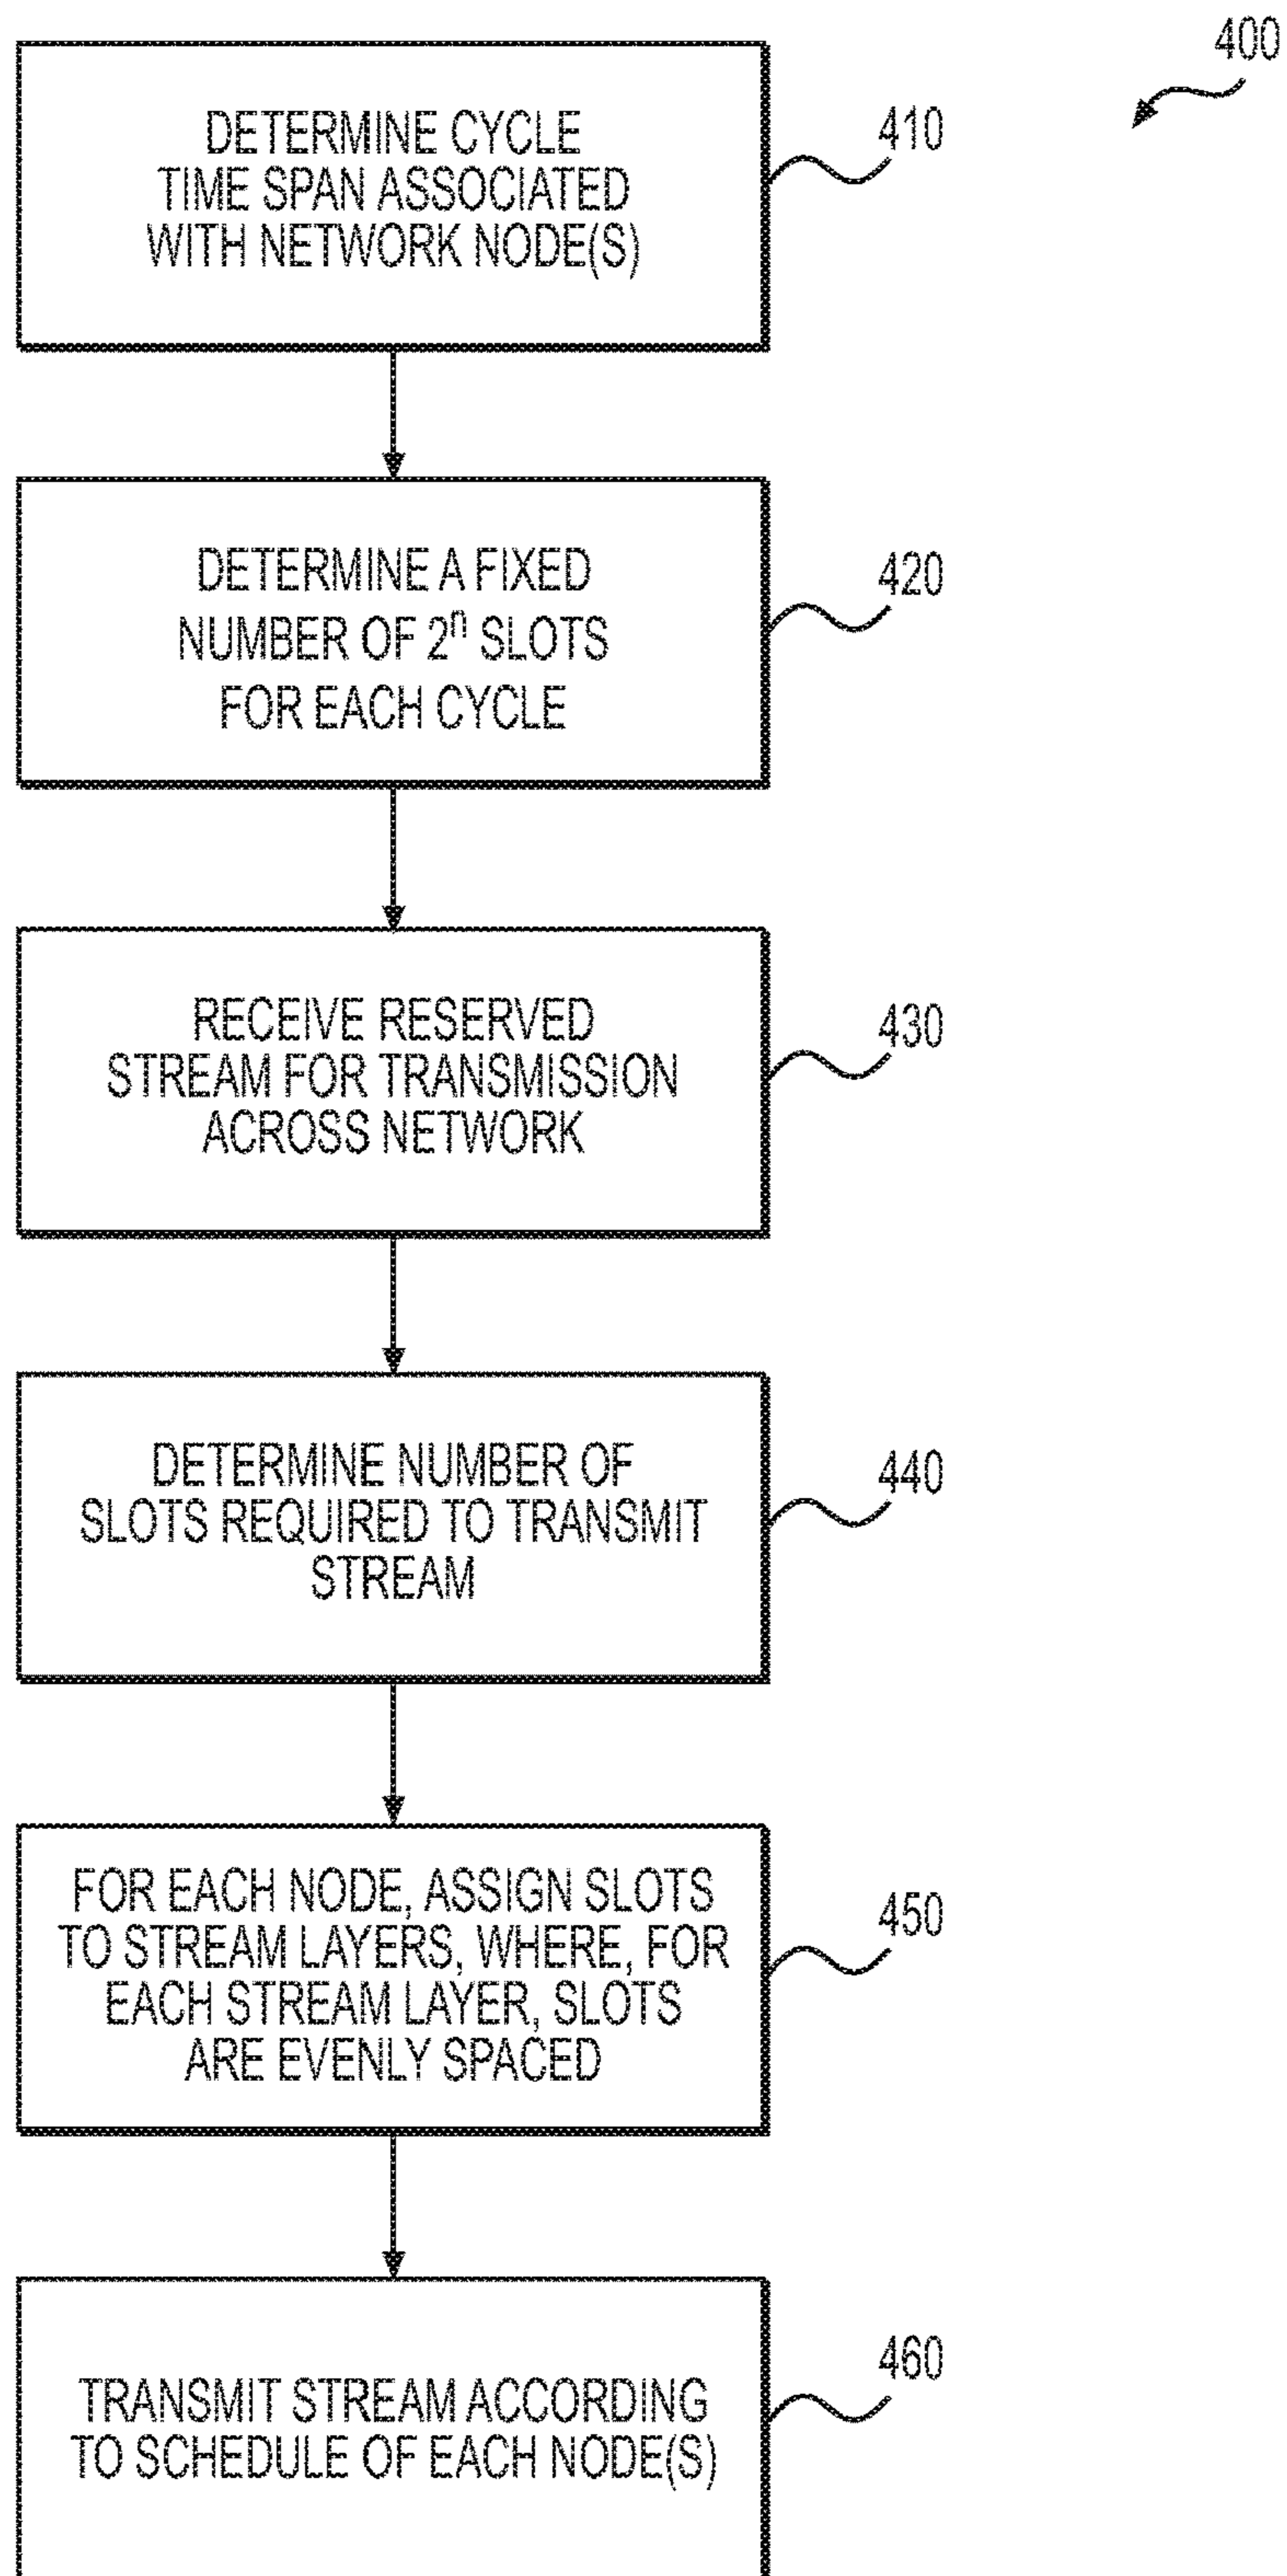 400
DETERMINE CYCLE
TIME SPAN ASSOCIATED
WITH NETWORK NODE(S)
410
DETERMINE A FIXED
NUMBER OF 2ⁿ SLOTS
FOR EACH CYCLE
420
RECEIVE RESERVED
STREAM FOR TRANSMISSION
ACROSS NETWORK
430
DETERMINE NUMBER OF
SLOTS REQUIRED TO TRANSMIT
STREAM
440
FOR EACH NODE, ASSIGN SLOTS
TO STREAM LAYERS, WHERE, FOR
EACH STREAM LAYER, SLOTS
ARE EVENLY SPACED
450
TRANSMIT STREAM ACCORDING
TO SCHEDULE OF EACH NODE(S)
460